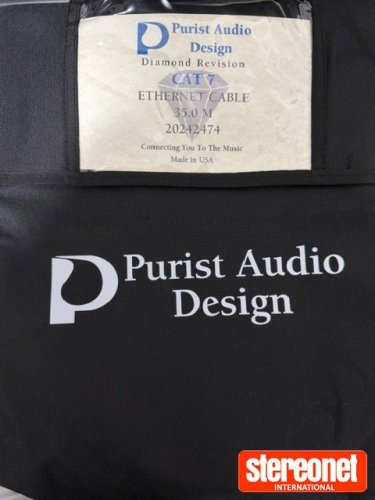 Purist Audio
Design
Diamond Revision
CAT 7
ETHERNET CABLE
35.0 M
20242474
Connecting You To The Music
Made in USA
Purist Audio
Design
stereonet
INTERNATIONAL